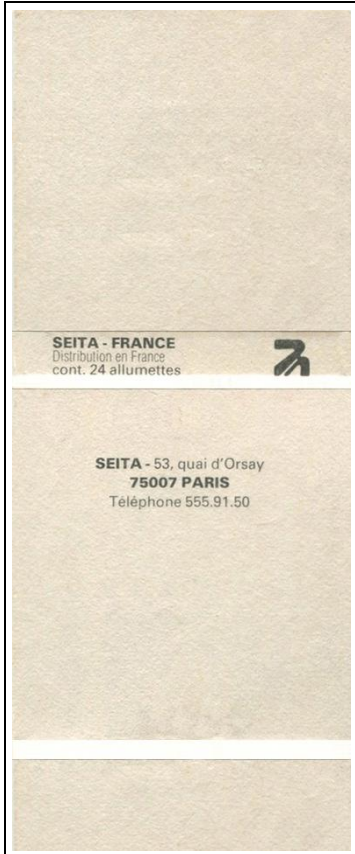 SEITA - FRANCE
Distribution en France
cont. 24 allumettes
SEITA - 53, quai d'Orsay
75007 PARIS
Téléphone 555.91.50